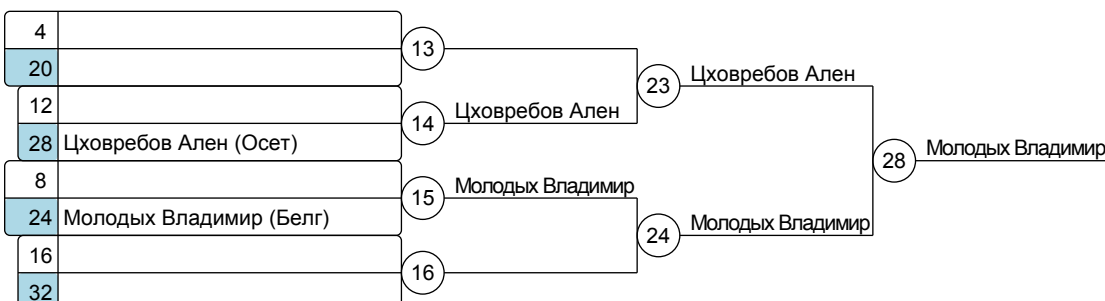 4
13
20
23 Цховребов Ален
12
14 Цховребов Ален
28 Цховребов Ален (Осет)
28 Молодых Владимир
8
15 Молодых Владимир
24 Молодых Владимир (Белг)
24 Молодых Владимир
16
16
32